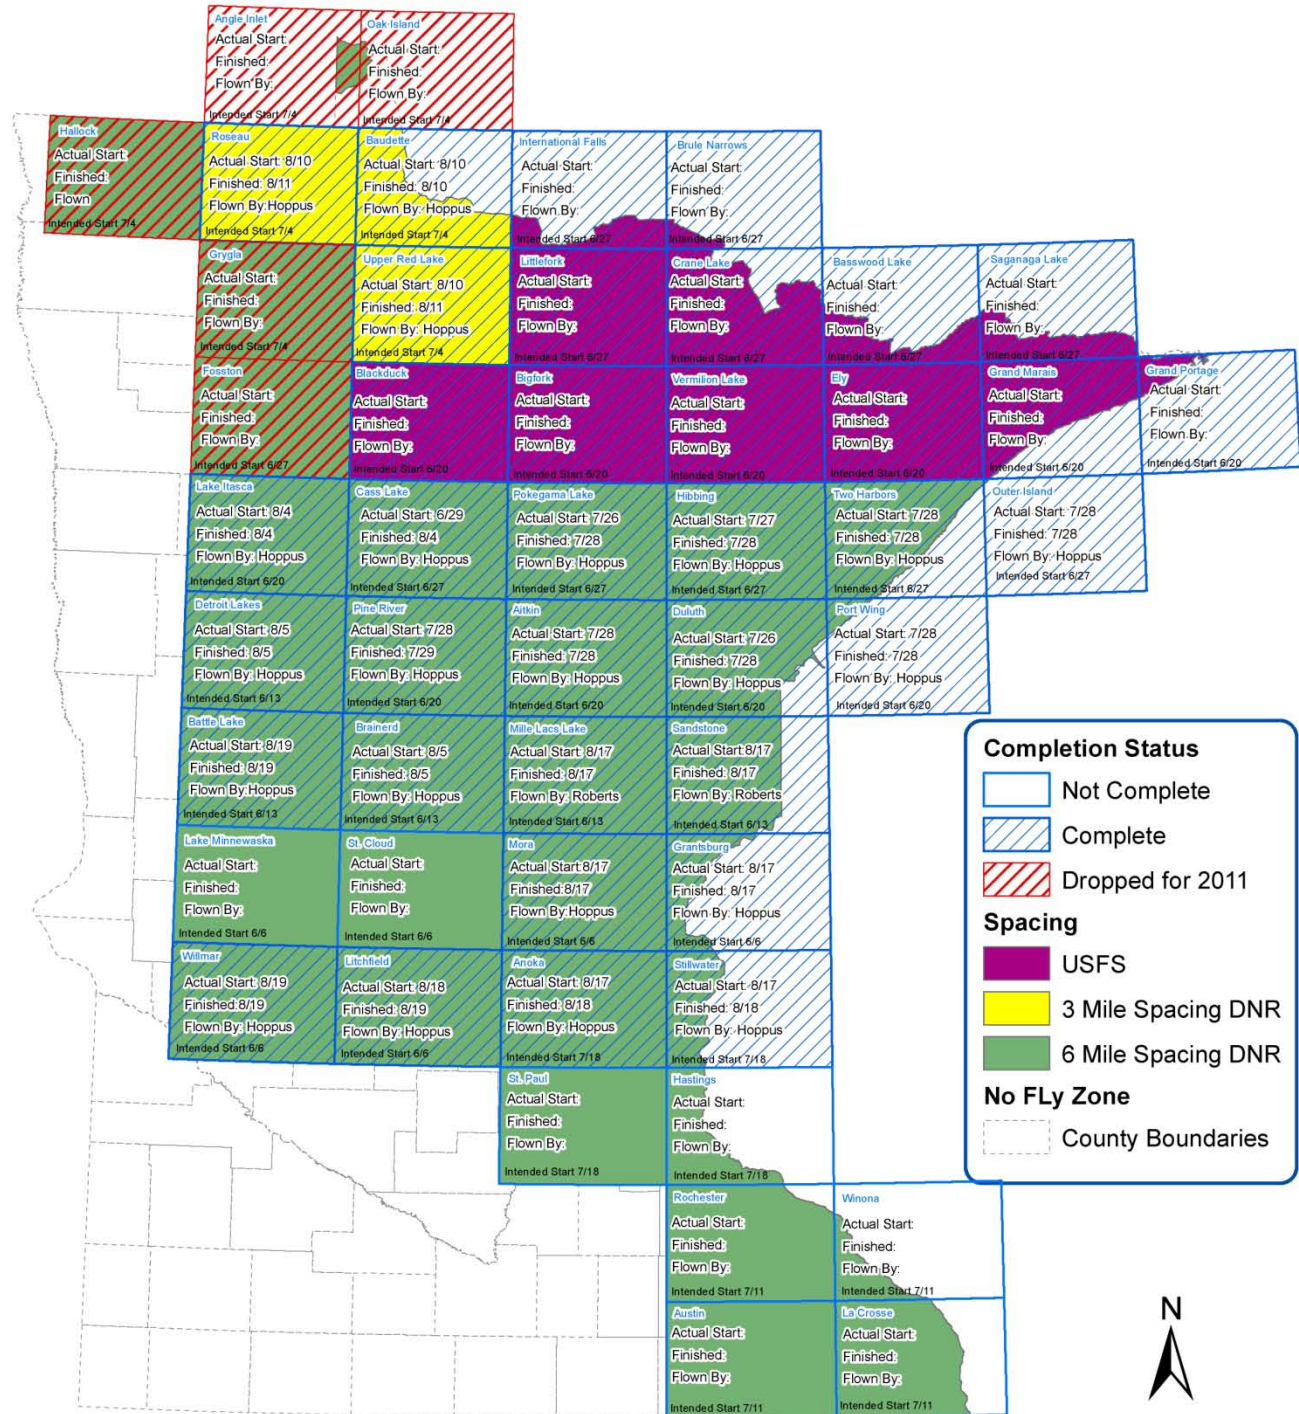 Angle Inlet
Actual Start:
Finished:
Flown By:
Intended Start 7/4
Oak Island
Actual Start:
Finished:
Flown By:
Intended Start 7/4
Hallock
Actual Start:
Finished:
Flown
Intended Start 7/4
Roseau
Actual Start: 8/10
Finished: 8/11
Flown By:Hoppus
Intended Start 7/4
Baudette
Actual Start: 8/10
Finished: 8/10
Flown By: Hoppus
Intended Start 7/4
International Falls
Actual Start:
Finished:
Flown By:
Intended Start 6/27
Brule Narrows
Actual Start:
Finished:
Flown By:
Intended Start 6/27
Grygla
Actual Start:
Finished:
Flown By:
Intended Start 7/4
Upper Red Lake
Actual Start: 8/10
Finished: 8/11
Flown By: Hoppus
Intended Start 7/4
Littlefork
Actual Start:
Finished:
Flown By:
Intended Start 6/27
Crane Lake
Actual Start:
Finished:
Flown By:
Intended Start 6/27
Basswood Lake
Actual Start:
Finished:
Flown By:
Intended Start 6/27
Saganaga Lake
Actual Start:
Finished:
Flown By:
Intended Start 6/27
Fosston
Actual Start:
Finished:
Flown By:
Intended Start 6/27
Blackduck
Actual Start:
Finished:
Flown By:
Intended Start 6/20
Bigfork
Actual Start:
Finished:
Flown By:
Intended Start 6/20
Vermilion Lake
Actual Start:
Finished:
Flown By:
Intended Start 6/20
Ely
Actual Start:
Finished:
Flown By:
Intended Start 6/20
Grand Marais
Actual Start:
Finished:
Flown By:
Intended Start 6/20
Grand Portage
Actual Start:
Finished:
Flown By:
Intended Start 6/20
Lake Itasca
Actual Start: 8/4
Finished: 8/4
Flown By: Hoppus
Intended Start 6/20
Cass Lake
Actual Start: 6/29
Finished: 8/4
Flown By: Hoppus
Intended Start 6/27
Pokegama Lake
Actual Start: 7/26
Finished: 7/28
Flown By: Hoppus
Intended Start 6/27
Hibbing
Actual Start: 7/27
Finished: 7/28
Flown By: Hoppus
Intended Start 6/27
Two Harbors
Actual Start: 7/28
Finished: 7/28
Flown By: Hoppus
Intended Start 6/27
Outer Island
Actual Start: 7/28
Finished: 7/28
Flown By: Hoppus
Intended Start 6/27
Detroit Lakes
Actual Start: 8/5
Finished: 8/5
Flown By: Hoppus
Intended Start 6/13
Pine River
Actual Start: 7/28
Finished: 7/29
Flown By: Hoppus
Intended Start 6/20
Aitkin
Actual Start: 7/28
Finished: 7/28
Flown By: Hoppus
Intended Start 6/20
Duluth
Actual Start: 7/26
Finished: 7/28
Flown By: Hoppus
Intended Start 6/20
Port Wing
Actual Start: 7/28
Finished: 7/28
Flown By: Hoppus
Intended Start 6/20
Battle Lake
Actual Start: 8/19
Finished: 8/19
Flown By:Hoppus
Intended Start 6/13
Brainerd
Actual Start: 8/5
Finished: 8/5
Flown By: Hoppus
Intended Start 6/13
Mille Lacs Lake
Actual Start: 8/17
Finished: 8/17
Flown By: Roberts
Intended Start 6/13
Sandstone
Actual Start:8/17
Finished: 8/17
Flown By: Roberts
Intended Start 6/13
Lake Minnewaska
Actual Start:
Finished:
Flown By:
Intended Start 6/6
St. Cloud
Actual Start:
Finished:
Flown By:
Intended Start 6/6
Mora
Actual Start:8/17
Finished:8/17
Flown By:Hoppus
Intended Start 6/6
Grantsburg
Actual Start: 8/17
Finished: 8/17
Flown By: Hoppus
Intended Start 6/6
Willmar
Actual Start: 8/19
Finished:8/19
Flown By: Hoppus
Intended Start 6/6
Litchfield
Actual Start: 8/18
Finished: 8/19
Flown By: Hoppus
Intended Start 6/6
Anoka
Actual Start: 8/17
Finished: 8/18
Flown By: Hoppus
Intended Start 7/18
Stillwater
Actual Start: 8/17
Finished: 8/18
Flown By: Hoppus
Intended Start 7/18
St. Paul
Actual Start:
Finished:
Flown By:
Intended Start 7/18
Hastings
Actual Start:
Finished:
Flown By:
Intended Start 7/18
Rochester
Actual Start:
Finished:
Flown By:
Intended Start 7/11
Winona
Actual Start:
Finished:
Flown By:
Intended Start 7/11
Austin
Actual Start:
Finished:
Flown By:
Intended Start 7/11
La Crosse
Actual Start:
Finished:
Flown By:
Intended Start 7/11
Completion Status
Not Complete
Complete
Dropped for 2011
Spacing
USFS
3 Mile Spacing DNR
6 Mile Spacing DNR
No FLy Zone
County Boundaries
N